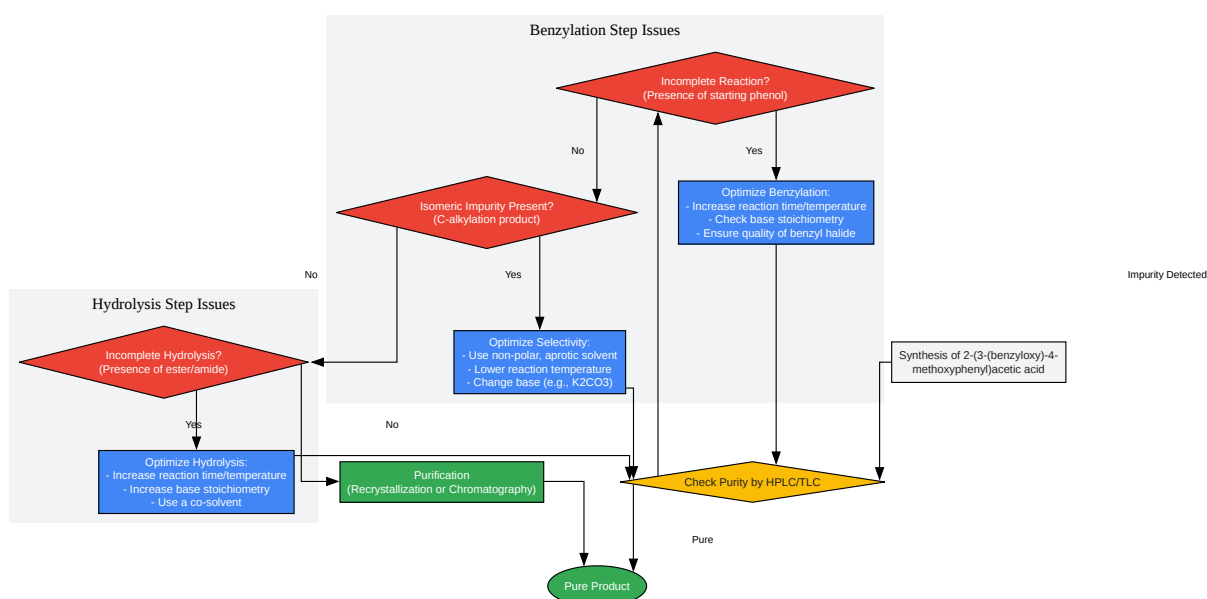 Benzylation Step Issues
Incomplete Reaction?
(Presence of starting phenol)
No
Yes
Isomeric Impurity Present?
(C-alkylation product)
Optimize Benzylation:
- Increase reaction time/temperature
- Check base stoichiometry
- Ensure quality of benzyl halide
No
Yes
Impurity Detected
Hydrolysis Step Issues
Incomplete Hydrolysis?
(Presence of ester/amide)
Optimize Selectivity:
- Use non-polar, aprotic solvent
- Lower reaction temperature
- Change base (e.g., K2CO3)
Synthesis of 2-(3-(benzyloxy)-4-
methoxyphenyl)acetic acid
Yes
No
Optimize Hydrolysis:
- Increase reaction time/temperature
- Increase base stoichiometry
- Use a co-solvent
Purification
(Recrystallization or Chromatography)
Check Purity by HPLC/TLC
Pure
Pure Product